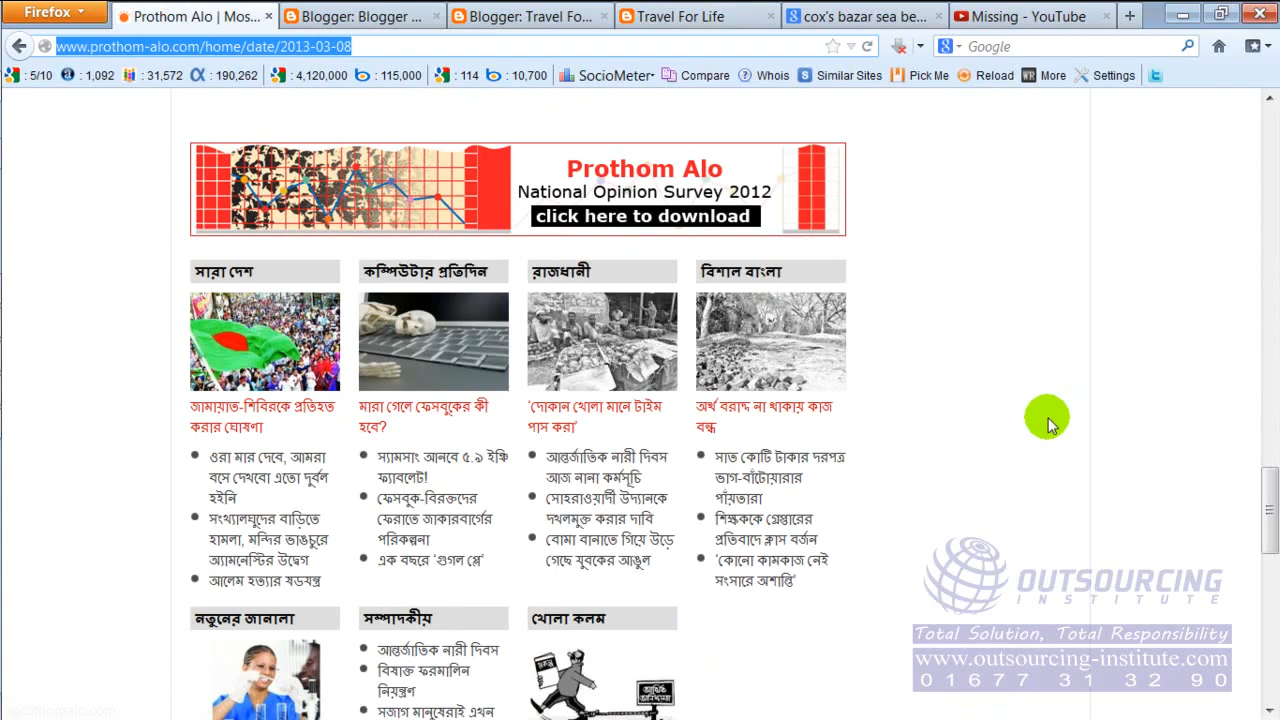 Firefox
Prothom Alo | Mos...
Blogger: Blogger ...
Blogger: Travel Fo...
Travel For Life
cox's bazar sea be...
Missing - YouTube
www.prothom-alo.com/home/date/2013-03-08
Google
: 5/10 : 1,092 : 31,572 : 190,262 : 4,120,000 : 115,000 : 114 : 10,700 SocioMeter Compare Whois Similar Sites Pick Me Reload More Settings
Prothom Alo
National Opinion Survey 2012
click here to download
সারা দেশ
জামায়াত-শিবিরকে প্রতিহত
করার ঘোষণা
ওরা মার দেবে, আমরা
বসে দেখবো এতো দুর্বল
হইনি
সংখ্যালঘুদের বাড়িতে
হামলা, মন্দির ভাঙচুরে
অ্যামনেস্টির উদ্বেগ
আলেম হত্যার ষডযন্ত্র
কম্পিউটার প্রতিদিন
মারা গেলে ফেসবুকের কী
হবে?
স্যামসাং আনবে ৫.৯ ইঞ্চি
ফ্যাবলেট!
ফেসবুক-বিরক্তদের
ফেরাতে জাকারবার্গের
পরিকল্পনা
এক বছরে ‘গুগল প্লে’
রাজধানী
‘দোকান খোলা মানে টাইম
পাস করা’
আন্তর্জাতিক নারী দিবস
আজ নানা কর্মসূচি
সোহরাওয়ার্দী উদ্যানকে
দখলমুক্ত করার দাবি
বোমা বানাতে গিয়ে উড়ে
গেছে যুবকের আঙুল
বিশাল বাংলা
অর্থ বরাদ্দ না থাকায় কাজ
বন্ধ
সাত কোটি টাকার দরপত্র
ভাগ-বাঁটোয়ারার
পাঁয়তারা
শিক্ষককে গ্রেপ্তারের
প্রতিবাদে ক্লাস বর্জন
‘কোনো কামকাজ নেই
সংসারে অশান্তি’
নতুনের জানালা
সম্পাদকীয়
আন্তর্জাতিক নারী দিবস
বিষাক্ত ফরমালিন
নিয়ন্ত্রণ
সজাগ মানুষেরাই এখন
খোলা কলম
OUTSOURCING
INSTITUTE
Total Solution, Total Responsibility
www.outsourcing-institute.com
01677 31 32 90